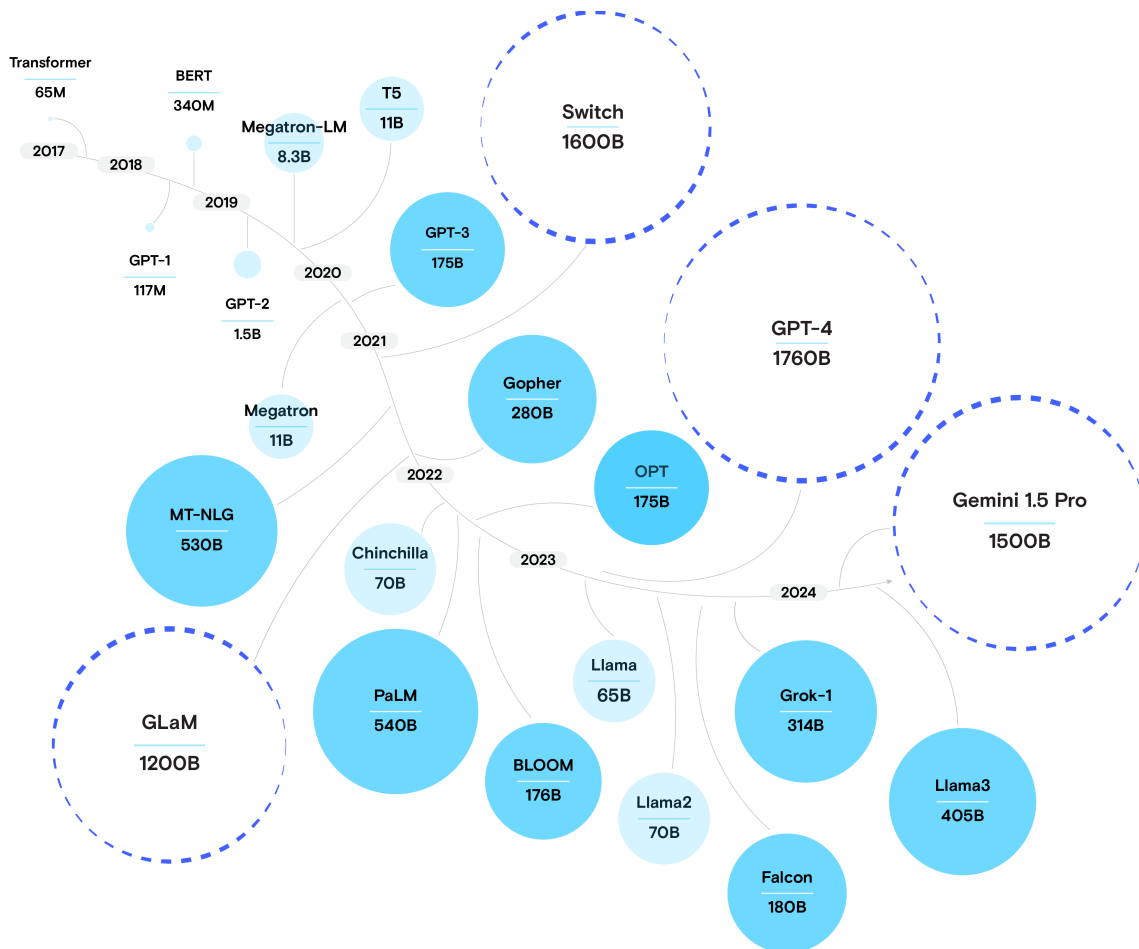 Transformer
65M
BERT
340M
T5
11B
Megatron-LM
8.3B
Switch
1600B
2017
2018
2019
GPT-1
117M
GPT-2
1.5B
GPT-3
175B
2020
2021
GPT-4
1760B
Megatron
11B
Gopher
280B
2022
OPT
175B
MT-NLG
530B
Gemini 1.5 Pro
1500B
Chinchilla
70B
2023
2024
GLaM
1200B
PaLM
540B
Llama
65B
Grok-1
314B
BLOOM
176B
Llama2
70B
Llama3
405B
Falcon
180B